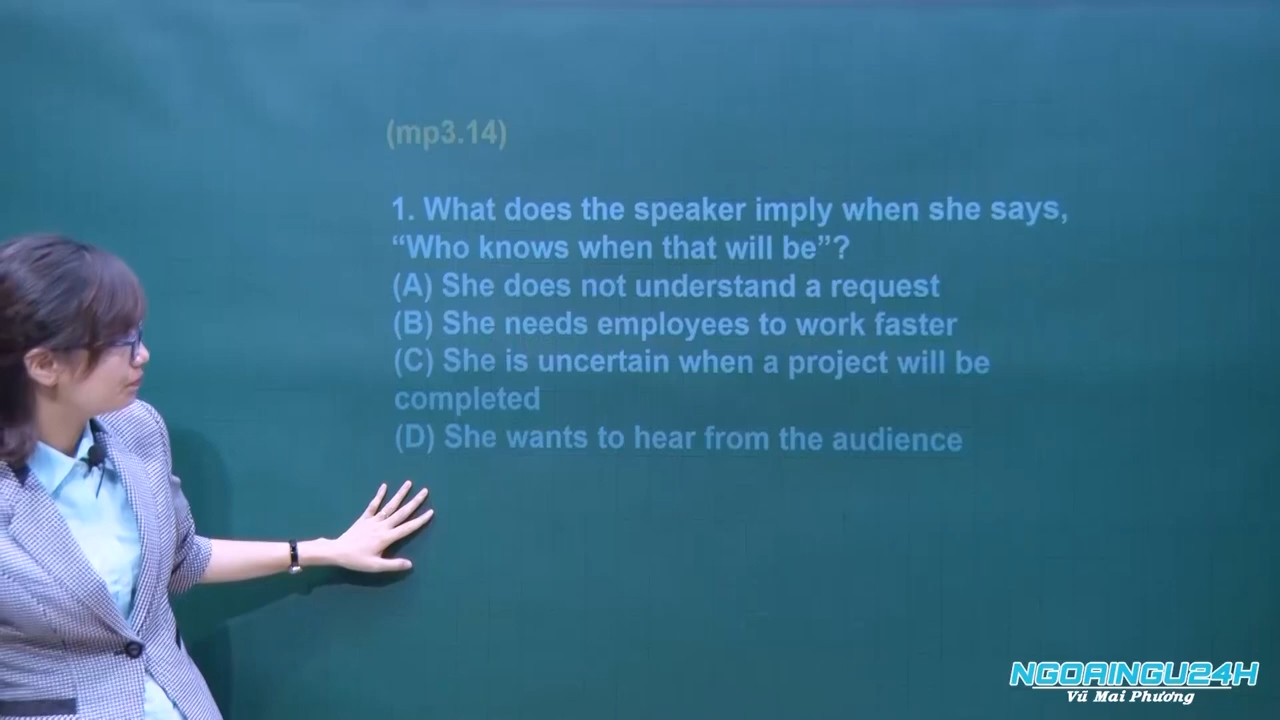 (mp3.14)
1. What does the speaker imply when she says,
“Who knows when that will be”?
(A) She does not understand a request
(B) She needs employees to work faster
(C) She is uncertain when a project will be
completed
(D) She wants to hear from the audience
NGOAINGU24H
Vũ Mai Phương